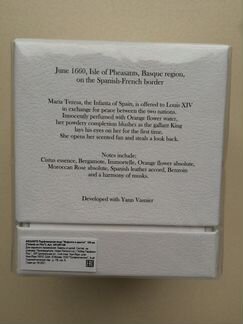 June 1660, Isle of Pheasants, Basque region,
on the Spanish-French border
Maria Teresa, the Infanta of Spain, is offered to Louis XIV
in exchange for peace between the two nations.
Innocently perfumed with Orange flower water,
her powdery completion blushes as the gallant King
lays his eyes on her for the first time.
She opens her scented fan and steals a look back.
Notes include:
Cistus essence, Bergamote, Immortelle, Orange flower absolute,
Moroccan Rose absolute, Spanish leather accord, Benzoin
and a harmony of musks.
Developed with Yann Vasnier